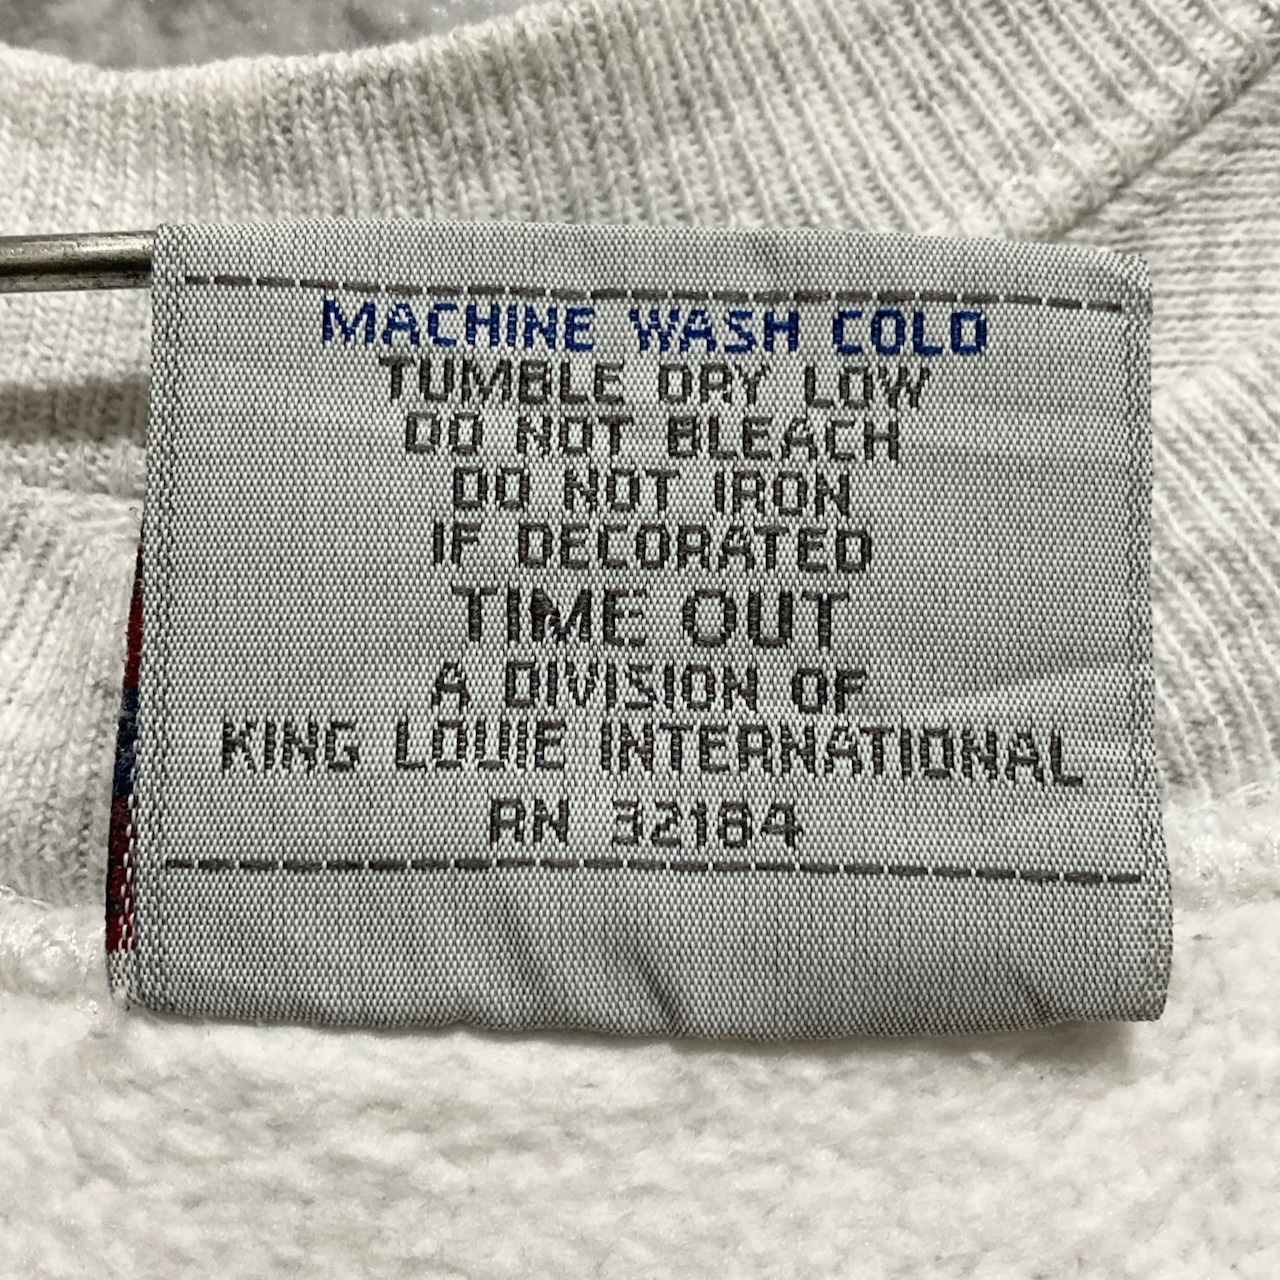 MACHINE WASH COLD
TUMBLE DRY LOW
DO NOT BLEACH
DO NOT IRON
IF DECORATED
TIME OUT
A DIVISION OF
KING LOUIE INTERNATIONAL
RN 32184